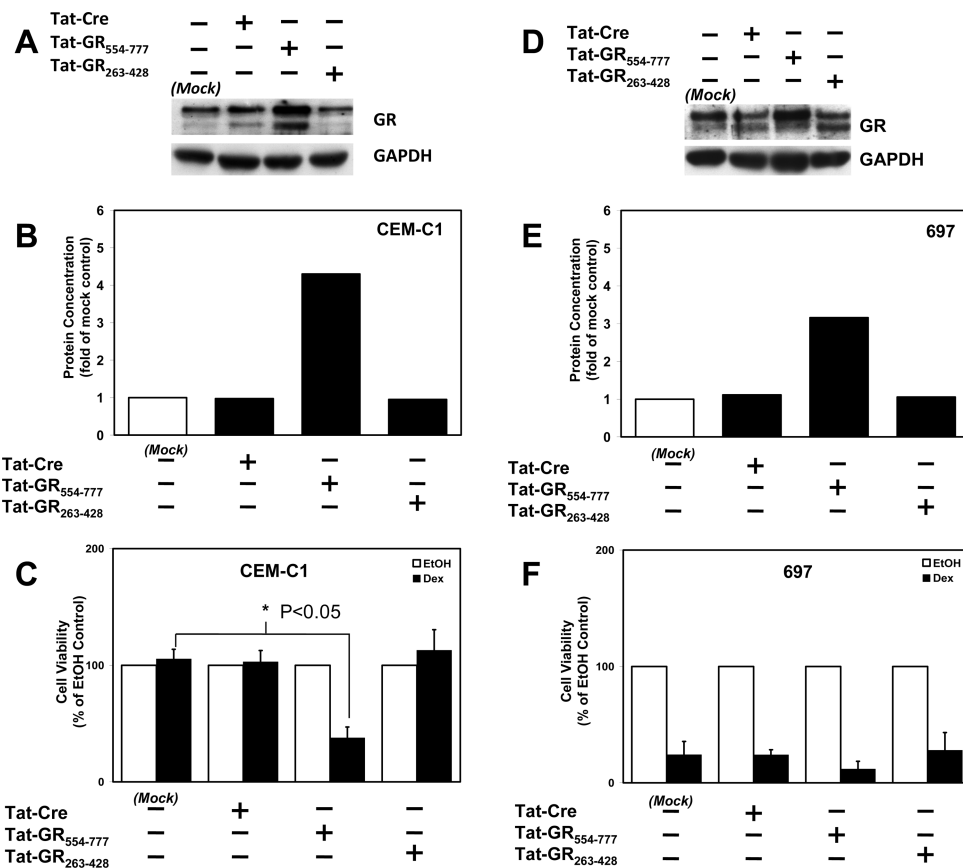 A
Tat-Cre − + − −
Tat-GR554-777 − − + −
Tat-GR263-428 − − − +
(Mock)
GR
GAPDH
D
Tat-Cre − + − −
Tat-GR554-777 − − + −
Tat-GR263-428 − − − +
(Mock)
GR
GAPDH
B
CEM-C1
Protein Concentration
(fold of mock control)
6
5
4
3
2
1
0
(Mock)
Tat-Cre − + − −
Tat-GR554-777 − − + −
Tat-GR263-428 − − − +
E
697
Protein Concentration
(fold of mock control)
6
5
4
3
2
1
0
(Mock)
Tat-Cre − + − −
Tat-GR554-777 − − + −
Tat-GR263-428 − − − +
C
CEM-C1
EtOH
Dex
* P<0.05
Cell Viability
(% of EtOH Control)
200
100
0
(Mock)
Tat-Cre − + − −
Tat-GR554-777 − − + −
Tat-GR263-428 − − − +
F
697
EtOH
Dex
Cell Viability
(% of EtOH Control)
200
100
0
(Mock)
Tat-Cre − + − −
Tat-GR554-777 − − + −
Tat-GR263-428 − − − +